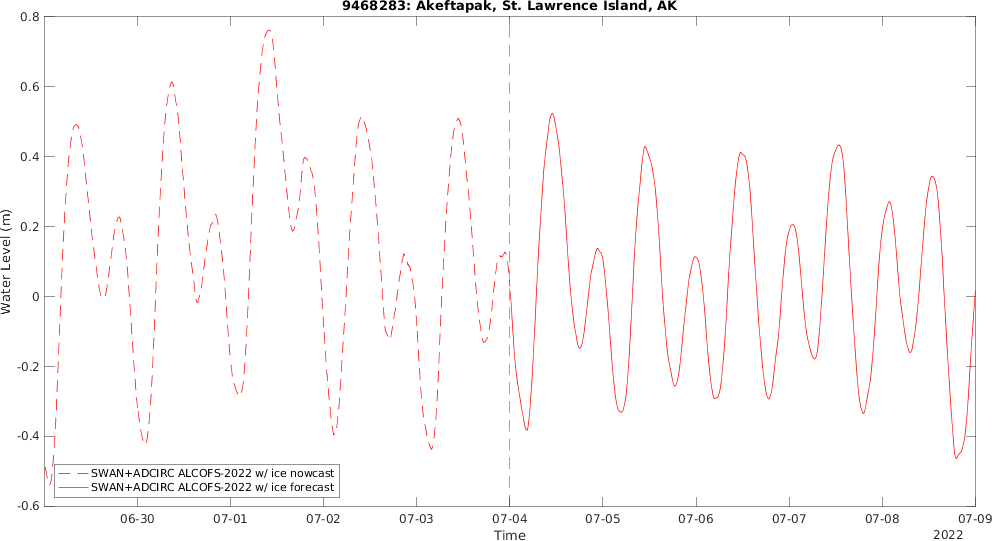 9468283: Akeftapak, St. Lawrence Island, AK
Water Level (m)
0.8
0.6
0.4
0.2
0
-0.2
-0.4
-0.6
SWAN+ADCIRC ALCOFS-2022 w/ ice nowcast
SWAN+ADCIRC ALCOFS-2022 w/ ice forecast
06-30 07-01 07-02 07-03 07-04 07-05 07-06 07-07 07-08 07-09
Time
2022